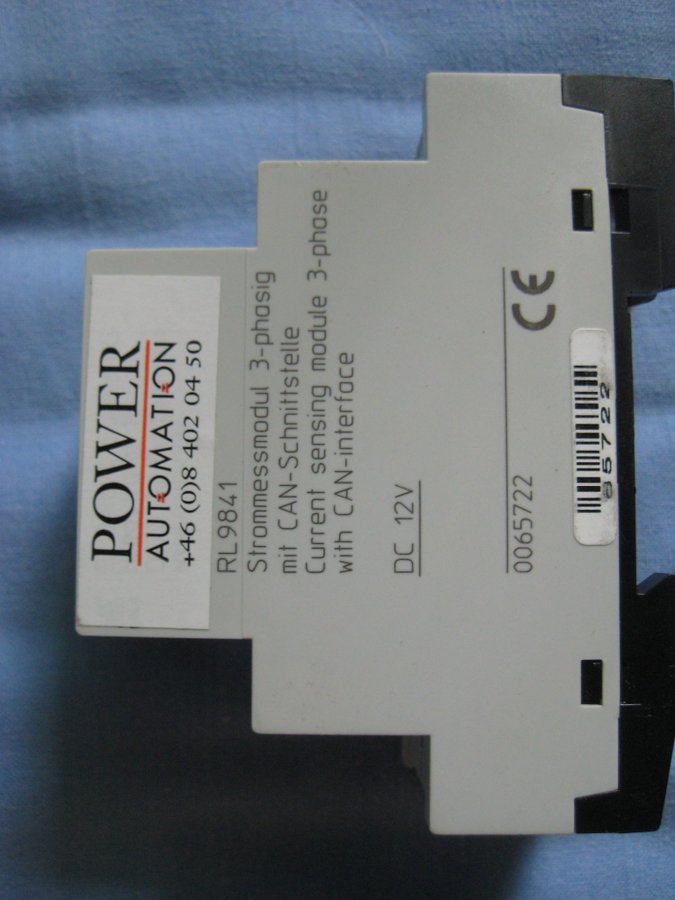 POWER
AUTOMATION
+46 (0)8 402 04 50
RL9841
Strommessmodul 3-phasig
mit CAN-Schnittstelle
Current sensing module 3-phase
with CAN-interface
DC 12V
0065722
CE
65722